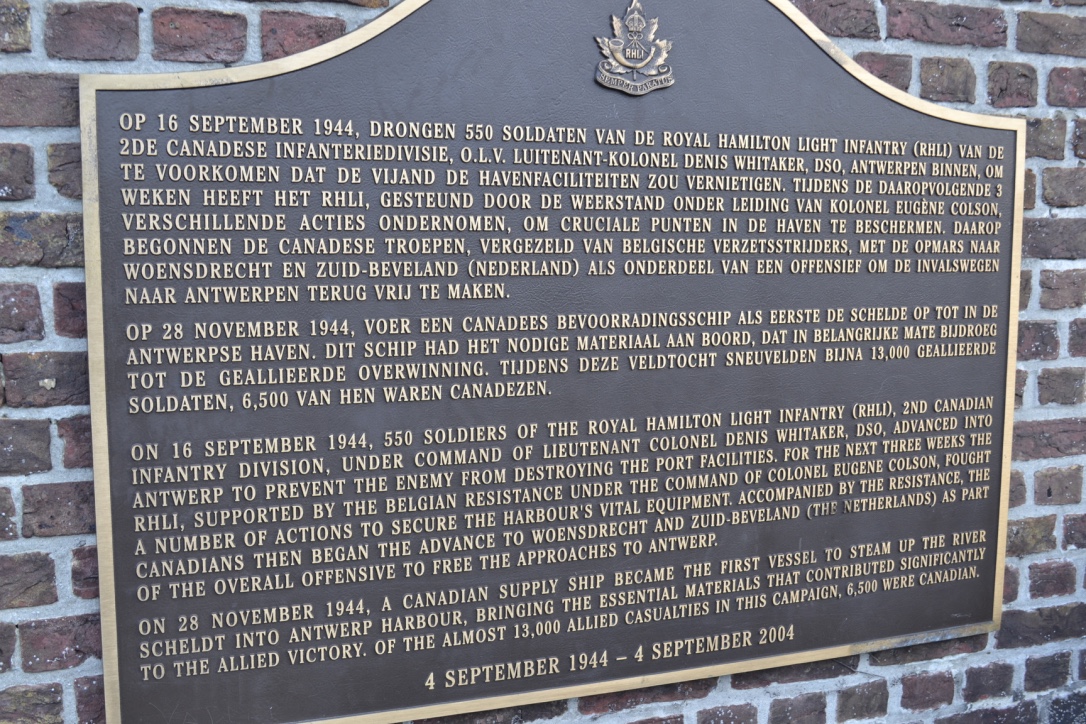 RHLI
SEMPER PARATUS
OP 16 SEPTEMBER 1944, DRONGEN 550 SOLDATEN VAN DE ROYAL HAMILTON LIGHT INFANTRY (RHLI) VAN DE
2DE CANADESE INFANTERIEDIVISIE, O.L.V. LUITENANT-KOLONEL DENIS WHITAKER, DSO, ANTWERPEN BINNEN, OM
TE VOORKOMEN DAT DE VIJAND DE HAVENFACILITEITEN ZOU VERNIETIGEN. TIJDENS DE DAAROPVOLGENDE 3
WEKEN HEEFT HET RHLI, GESTEUND DOOR DE WEERSTAND ONDER LEIDING VAN KOLONEL EUGÈNE COLSON,
VERSCHILLENDE ACTIES ONDERNOMEN, OM CRUCIALE PUNTEN IN DE HAVEN TE BESCHERMEN. DAAROP
BEGONNEN DE CANADESE TROEPEN, VERGEZELD VAN BELGISCHE VERZETSSTRIJDERS, MET DE OPMARS NAAR
WOENSDRECHT EN ZUID-BEVELAND (NEDERLAND) ALS ONDERDEEL VAN EEN OFFENSIEF OM DE INVALSWEGEN
NAAR ANTWERPEN TERUG VRIJ TE MAKEN.
OP 28 NOVEMBER 1944, VOER EEN CANADEES BEVOORRADINGSSCHIP ALS EERSTE DE SCHELDE OP TOT IN DE
ANTWERPSE HAVEN. DIT SCHIP HAD HET NODIGE MATERIAAL AAN BOORD, DAT IN BELANGRIJKE MATE BIJDROEG
TOT DE GEALLIEERDE OVERWINNING. TIJDENS DEZE VELDTOCHT SNEUVELDEN BIJNA 13,000 GEALLIEERDE
SOLDATEN, 6,500 VAN HEN WAREN CANADEZEN.
ON 16 SEPTEMBER 1944, 550 SOLDIERS OF THE ROYAL HAMILTON LIGHT INFANTRY (RHLI), 2ND CANADIAN
INFANTRY DIVISION, UNDER COMMAND OF LIEUTENANT COLONEL DENIS WHITAKER, DSO, ADVANCED INTO
ANTWERP TO PREVENT THE ENEMY FROM DESTROYING THE PORT FACILITIES. FOR THE NEXT THREE WEEKS THE
RHLI, SUPPORTED BY THE BELGIAN RESISTANCE UNDER THE COMMAND OF COLONEL EUGENE COLSON, FOUGHT
A NUMBER OF ACTIONS TO SECURE THE HARBOUR'S VITAL EQUIPMENT. ACCOMPANIED BY THE RESISTANCE, THE
CANADIANS THEN BEGAN THE ADVANCE TO WOENSDRECHT AND ZUID-BEVELAND (THE NETHERLANDS) AS PART
OF THE OVERALL OFFENSIVE TO FREE THE APPROACHES TO ANTWERP.
ON 28 NOVEMBER 1944, A CANADIAN SUPPLY SHIP BECAME THE FIRST VESSEL TO STEAM UP THE RIVER
SCHELDT INTO ANTWERP HARBOUR, BRINGING THE ESSENTIAL MATERIALS THAT CONTRIBUTED SIGNIFICANTLY
TO THE ALLIED VICTORY. OF THE ALMOST 13,000 ALLIED CASUALTIES IN THIS CAMPAIGN, 6,500 WERE CANADIAN.
4 SEPTEMBER 1944 – 4 SEPTEMBER 2004